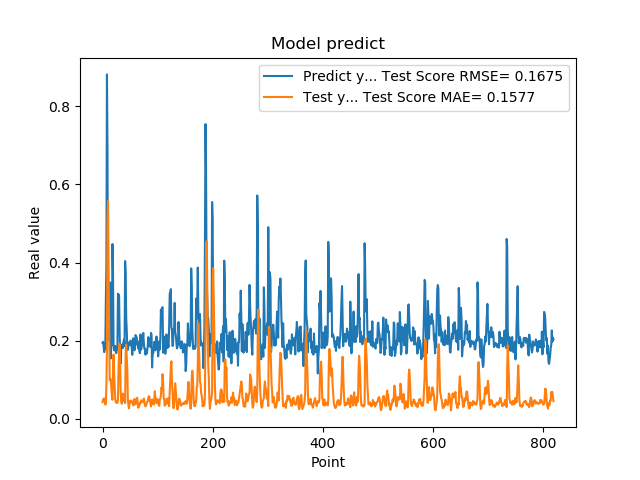 Model predict
Predict y... Test Score RMSE= 0.1675
Test y... Test Score MAE= 0.1577
Real value
0.8
0.6
0.4
0.2
0.0
0 200 400 600 800
Point